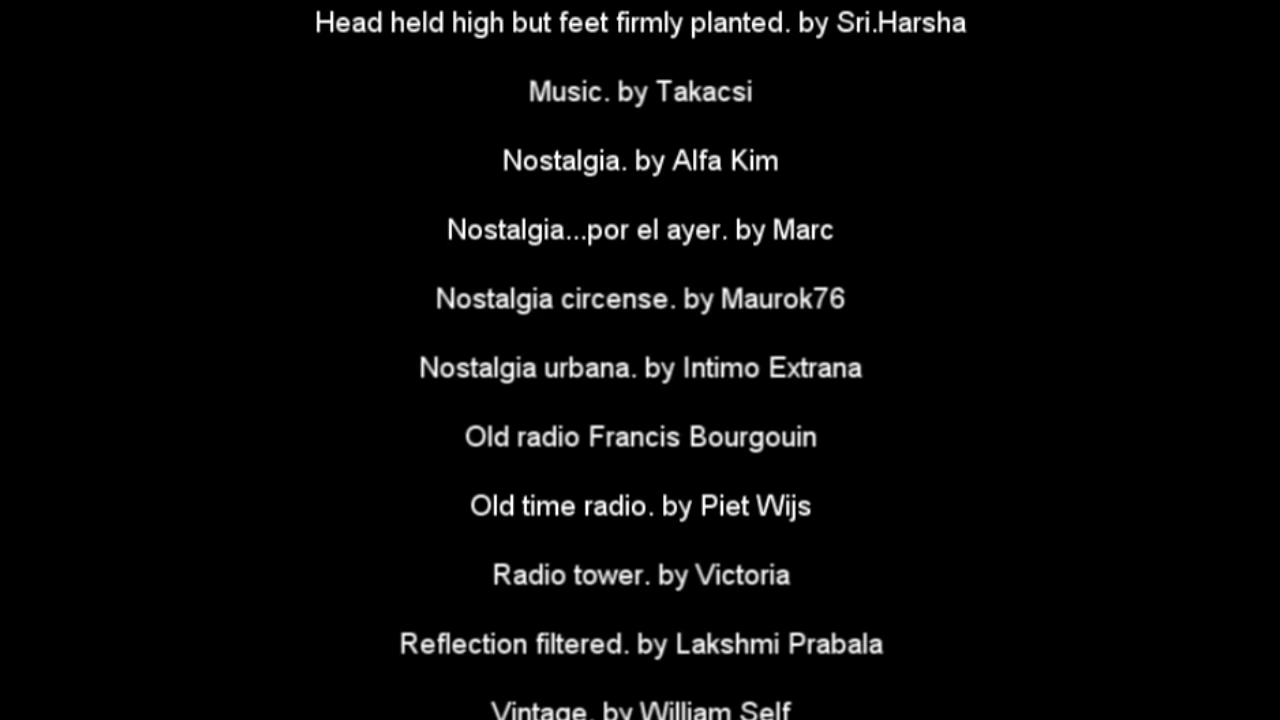 Head held high but feet firmly planted. by Sri.Harsha
Music. by Takacsi
Nostalgia. by Alfa Kim
Nostalgia...por el ayer. by Marc
Nostalgia circense. by Maurok76
Nostalgia urbana. by Intimo Extrana
Old radio Francis Bourgouin
Old time radio. by Piet Wijs
Radio tower. by Victoria
Reflection filtered. by Lakshmi Prabala
Vintage. by William Self